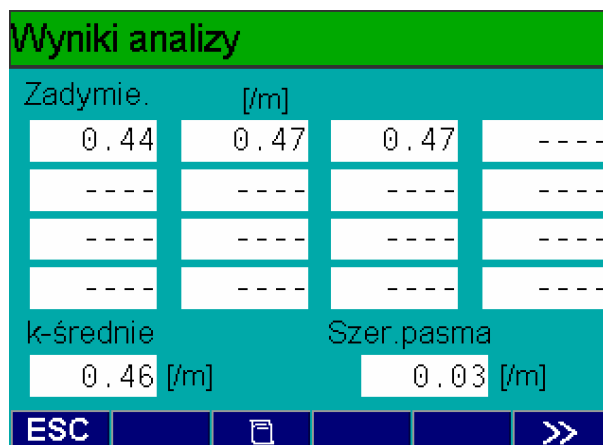 Wyniki analizy
Zadymie. [/m]
0.44 0.47 0.47 ----
---- ---- ---- ----
---- ---- ---- ----
---- ---- ---- ----
k-średnie Szer.pasma
0.46 [/m] 0.03 [/m]
ESC >>